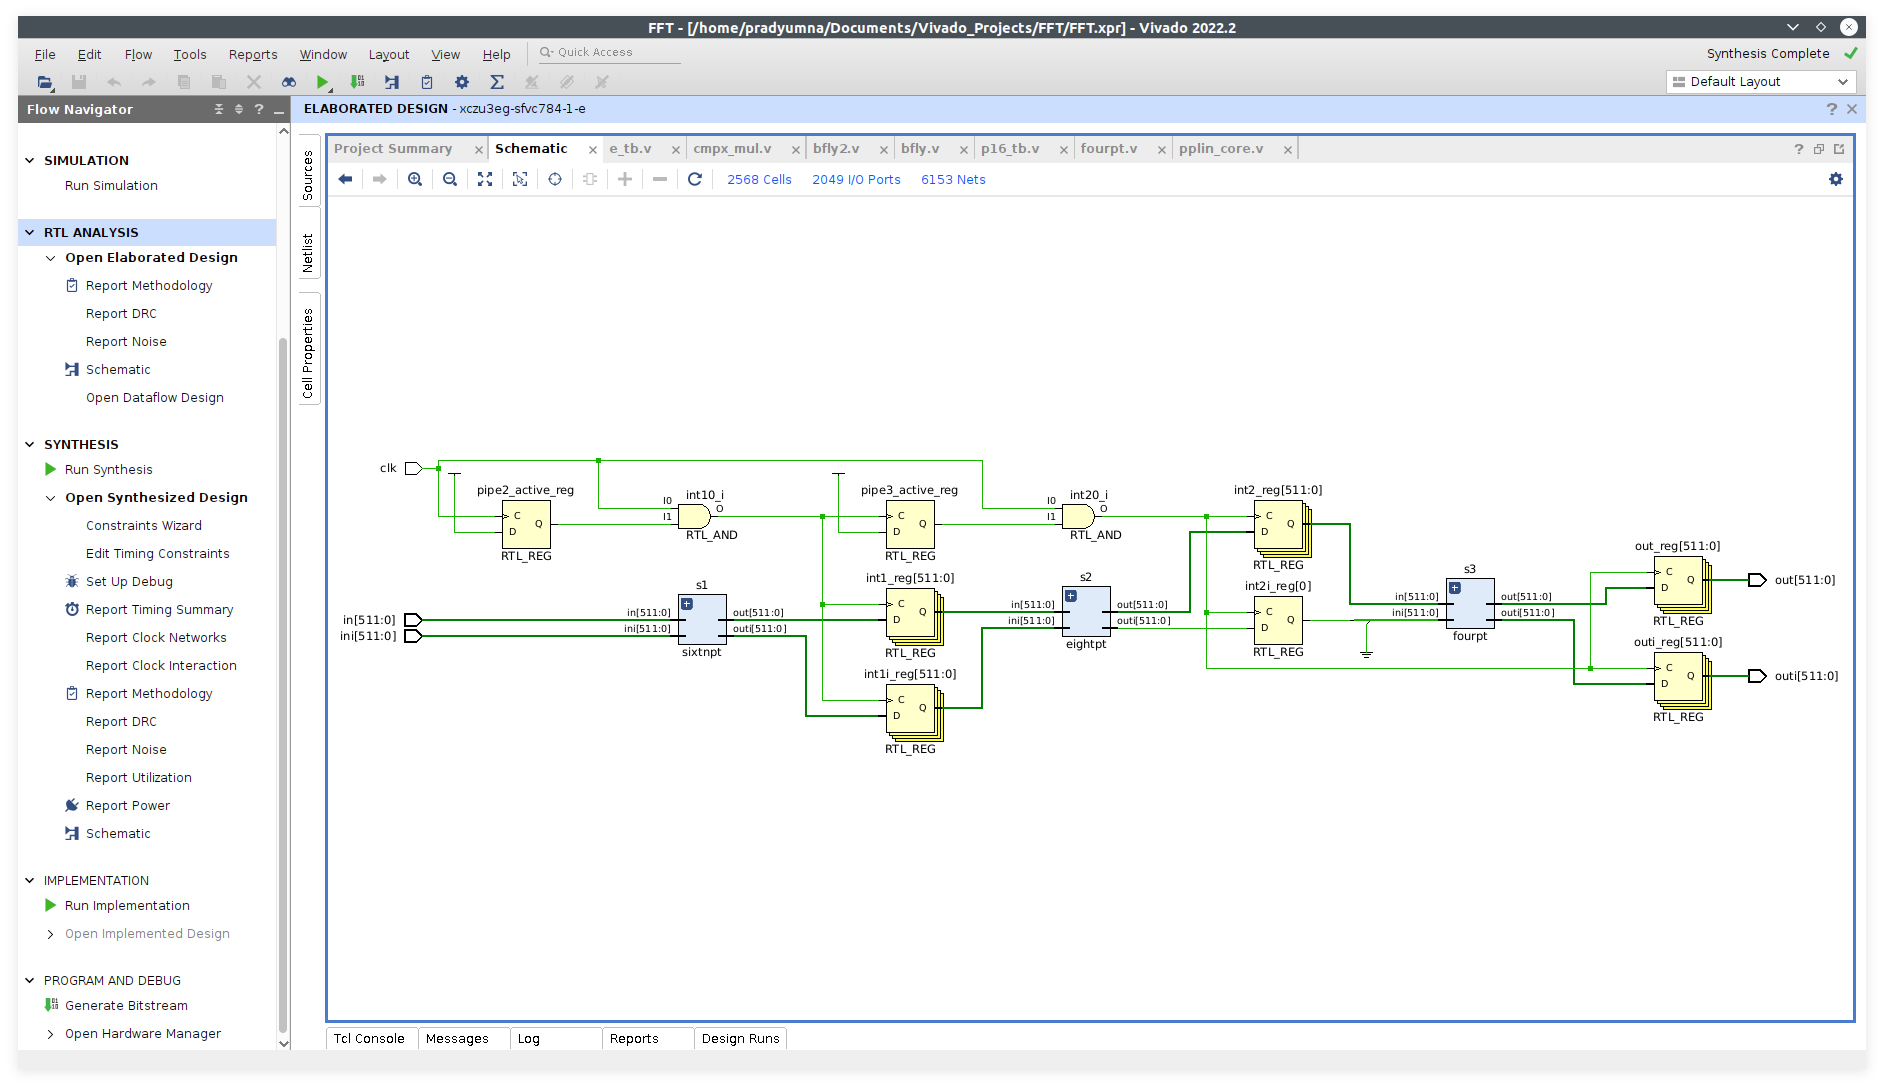 FFT - [/home/pradyumna/Documents/Vivado_Projects/FFT/FFT.xpr] - Vivado 2022.2
File Edit Flow Tools Reports Window Layout View Help Quick Access
Synthesis Complete
Default Layout
Flow Navigator
ELABORATED DESIGN - xczu3eg-sfvc784-1-e
SIMULATION
Run Simulation
RTL ANALYSIS
Open Elaborated Design
Report Methodology
Report DRC
Report Noise
Schematic
Open Dataflow Design
SYNTHESIS
Run Synthesis
Open Synthesized Design
Constraints Wizard
Edit Timing Constraints
Set Up Debug
Report Timing Summary
Report Clock Networks
Report Clock Interaction
Report Methodology
Report DRC
Report Noise
Report Utilization
Report Power
Schematic
IMPLEMENTATION
Run Implementation
Open Implemented Design
PROGRAM AND DEBUG
Generate Bitstream
Open Hardware Manager
Sources
Netlist
Cell Properties
Project Summary Schematic e_tb.v cmpx_mul.v bfly2.v bfly.v p16_tb.v fourpt.v pplin_core.v
2568 Cells 2049 I/O Ports 6153 Nets
clk
in[511:0]
ini[511:0]
pipe2_active_reg
C
D
Q
RTL_REG
int10_i
I0
I1
O
RTL_AND
s1
in[511:0]
ini[511:0]
out[511:0]
outi[511:0]
sixtnpt
pipe3_active_reg
C
D
Q
RTL_REG
int1_reg[511:0]
C
D
Q
RTL_REG
int1i_reg[511:0]
C
D
Q
RTL_REG
int20_i
I0
I1
O
RTL_AND
s2
in[511:0]
ini[511:0]
out[511:0]
outi[511:0]
eightpt
int2_reg[511:0]
C
D
Q
RTL_REG
int2i_reg[0]
C
D
Q
RTL_REG
s3
in[511:0]
ini[511:0]
out[511:0]
outi[511:0]
fourpt
out_reg[511:0]
C
D
Q
RTL_REG
outi_reg[511:0]
C
D
Q
RTL_REG
out[511:0]
outi[511:0]
Tcl Console Messages Log Reports Design Runs